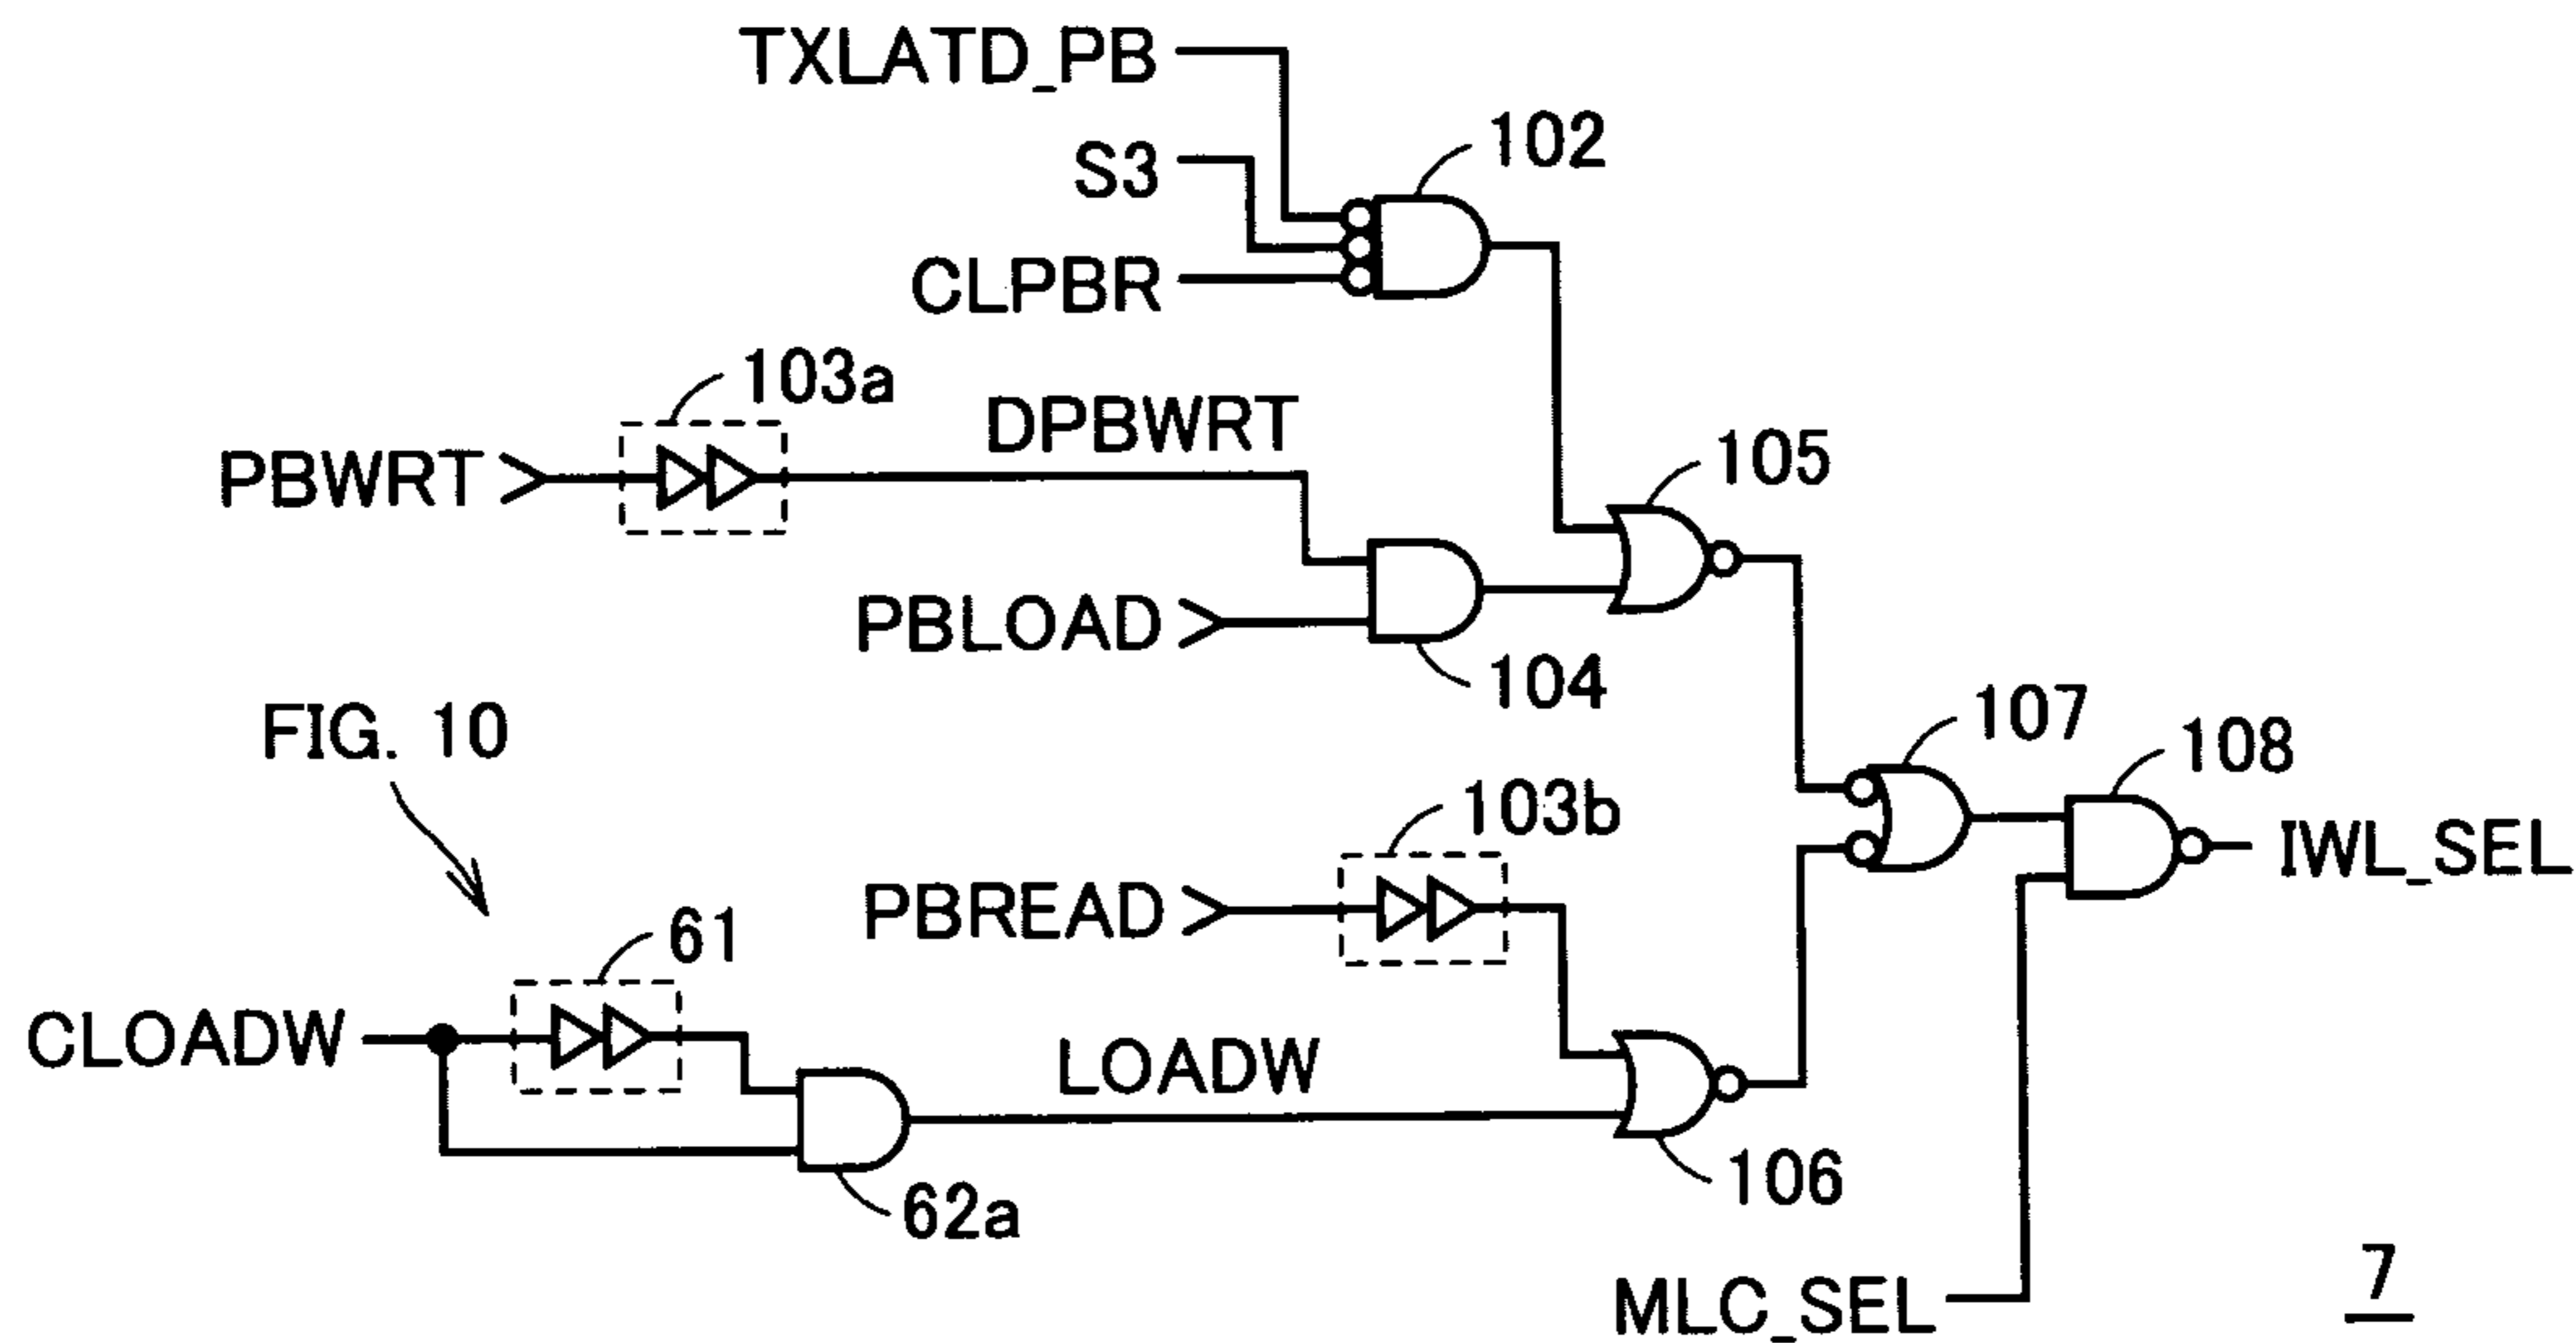 TXLATD_PB
S3
102
CLPBR
103a
DPBWRT
PBWRT
105
PBLOAD
104
FIG. 10
107
108
103b
IWL_SEL
PBREAD
61
CLOADW
LOADW
106
62a
MLC_SEL
7